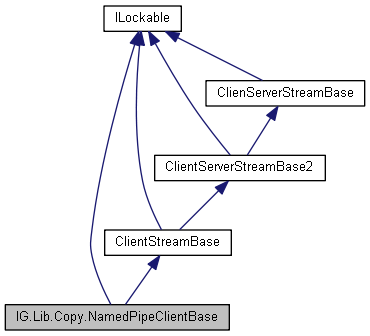 ILockable
ClienServerStreamBase
ClientServerStreamBase2
ClientStreamBase
IG.Lib.Copy.NamedPipeClientBase